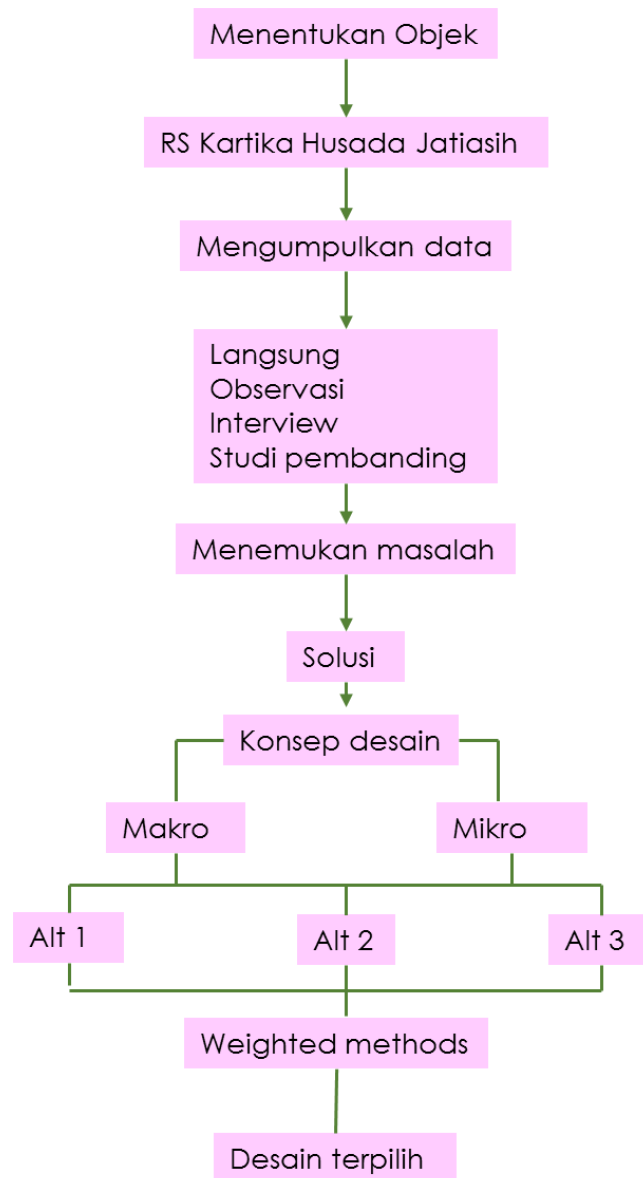 Menentukan Objek
RS Kartika Husada Jatiasih
Mengumpulkan data
Langsung
Observasi
Interview
Studi pembanding
Menemukan masalah
Solusi
Konsep desain
Makro
Mikro
Alt 1
Alt 2
Alt 3
Weighted methods
Desain terpilih